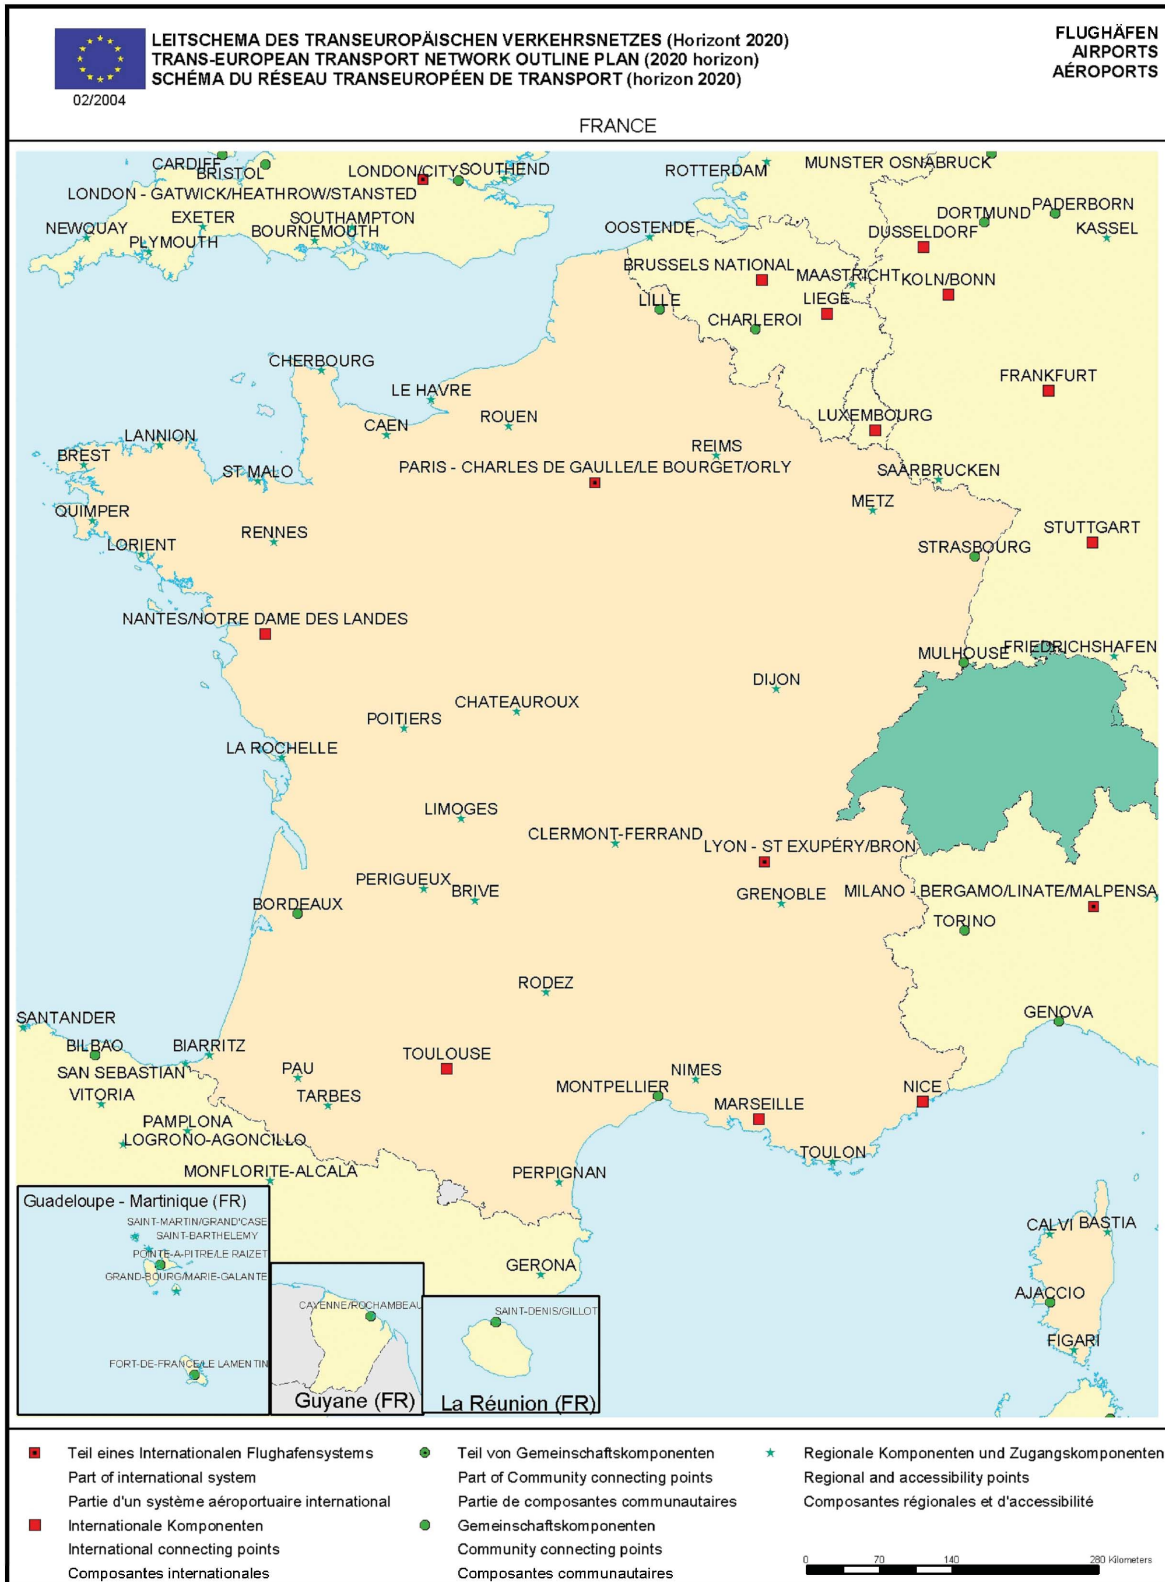 LEITSCHEMA DES TRANSEUROPÄISCHEN VERKEHRSNETZES (Horizont 2020)
TRANS-EUROPEAN TRANSPORT NETWORK OUTLINE PLAN (2020 horizon)
SCHÉMA DU RÉSEAU TRANSEUROPÉEN DE TRANSPORT (horizon 2020)
02/2004
FLUGHÄFEN
AIRPORTS
AÉROPORTS
FRANCE
CARDIFF
BRISTOL
LONDON/CITY
SOUTHEND
ROTTERDAM
MUNSTER OSNABRUCK
LONDON - GATWICK/HEATHROW/STANSTED
PADERBORN
DORTMUND
NEWQUAY
EXETER
SOUTHAMPTON
PLYMOUTH
BOURNEMOUTH
OOSTENDE
DUSSELDORF
KASSEL
BRUSSELS NATIONAL
MAASTRICHT
KOLN/BONN
LILLE
LIEGE
CHARLEROI
CHERBOURG
FRANKFURT
LE HAVRE
ROUEN
CAEN
LUXEMBOURG
LANNION
REIMS
BREST
ST MALO
PARIS - CHARLES DE GAULLE/LE BOURGET/ORLY
SAARBRUCKEN
METZ
QUIMPER
RENNES
STUTTGART
LORIENT
STRASBOURG
NANTES/NOTRE DAME DES LANDES
MULHOUSE
FRIEDRICHSHAFEN
DIJON
CHATEAUROUX
POITIERS
LA ROCHELLE
LIMOGES
CLERMONT-FERRAND
LYON - ST EXUPÉRY/BRON
PERIGUEUX
BRIVE
GRENOBLE
MILANO - BERGAMO/LINATE/MALPENSA
BORDEAUX
TORINO
RODEZ
SANTANDER
GENOVA
BILBAO
BIARRITZ
TOULOUSE
SAN SEBASTIAN
PAU
NIMES
MONTPELLIER
NICE
VITORIA
TARBES
MARSEILLE
PAMPLONA
LOGRONO-AGONCILLO
TOULON
MONFLORITE-ALCALA
PERPIGNAN
Guadeloupe - Martinique (FR)
SAINT-MARTIN/GRAND'CASE
SAINT-BARTHELEMY
POINTE-A-PITRE/LE RAIZET
GRAND-BOURG/MARIE-GALANTE
FORT-DE-FRANCE/LE LAMENTIN
GERONA
CALVI
BASTIA
AJACCIO
FIGARI
CAYENNE/ROCHAMBEAU
Guyane (FR)
SAINT-DENIS/GILLOT
La Réunion (FR)
Teil eines Internationalen Flughafensystems
Part of international system
Partie d'un système aéroportuaire international
Internationale Komponenten
International connecting points
Composantes internationales
Teil von Gemeinschaftskomponenten
Part of Community connecting points
Partie de composantes communautaires
Gemeinschaftskomponenten
Community connecting points
Composantes communautaires
Regionale Komponenten und Zugangskomponenten
Regional and accessibility points
Composantes régionales et d'accessibilité
0 70 140 280 Kilometers